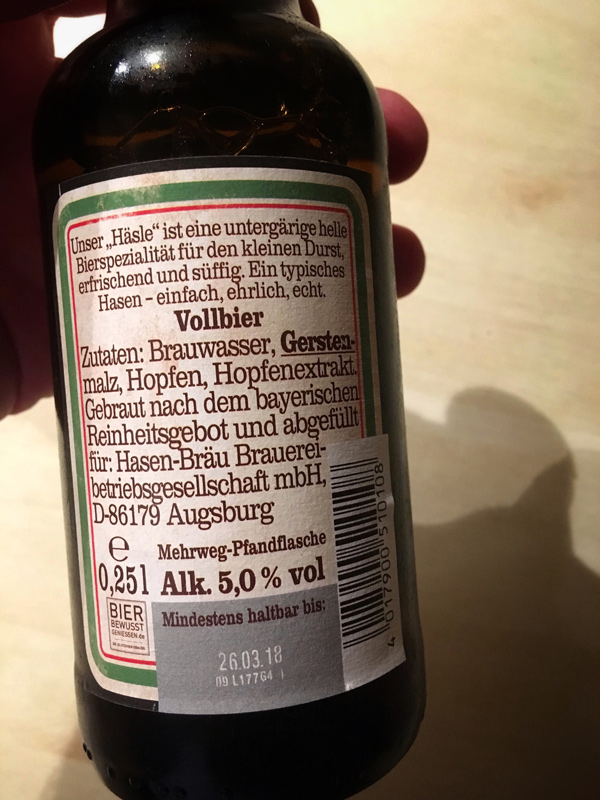 Unser „Häsle“ ist eine untergärige helle
Bierspezialität für den kleinen Durst,
erfrischend und süffig. Ein typisches
Hasen – einfach, ehrlich, echt.
Vollbier
Zutaten: Brauwasser, Gersten-
malz, Hopfen, Hopfenextrakt.
Gebraut nach dem bayerischen
Reinheitsgebot und abgefüllt
für: Hasen-Bräu Brauerei-
betriebsgesellschaft mbH,
D-86179 Augsburg
℮ Mehrweg-Pfandflasche
0,25l Alk. 5,0 % vol
BIER
BEWUSST
GENIESSEN.de
Mindestens haltbar bis:
26.03.18
09 L17764
4 017900 510108